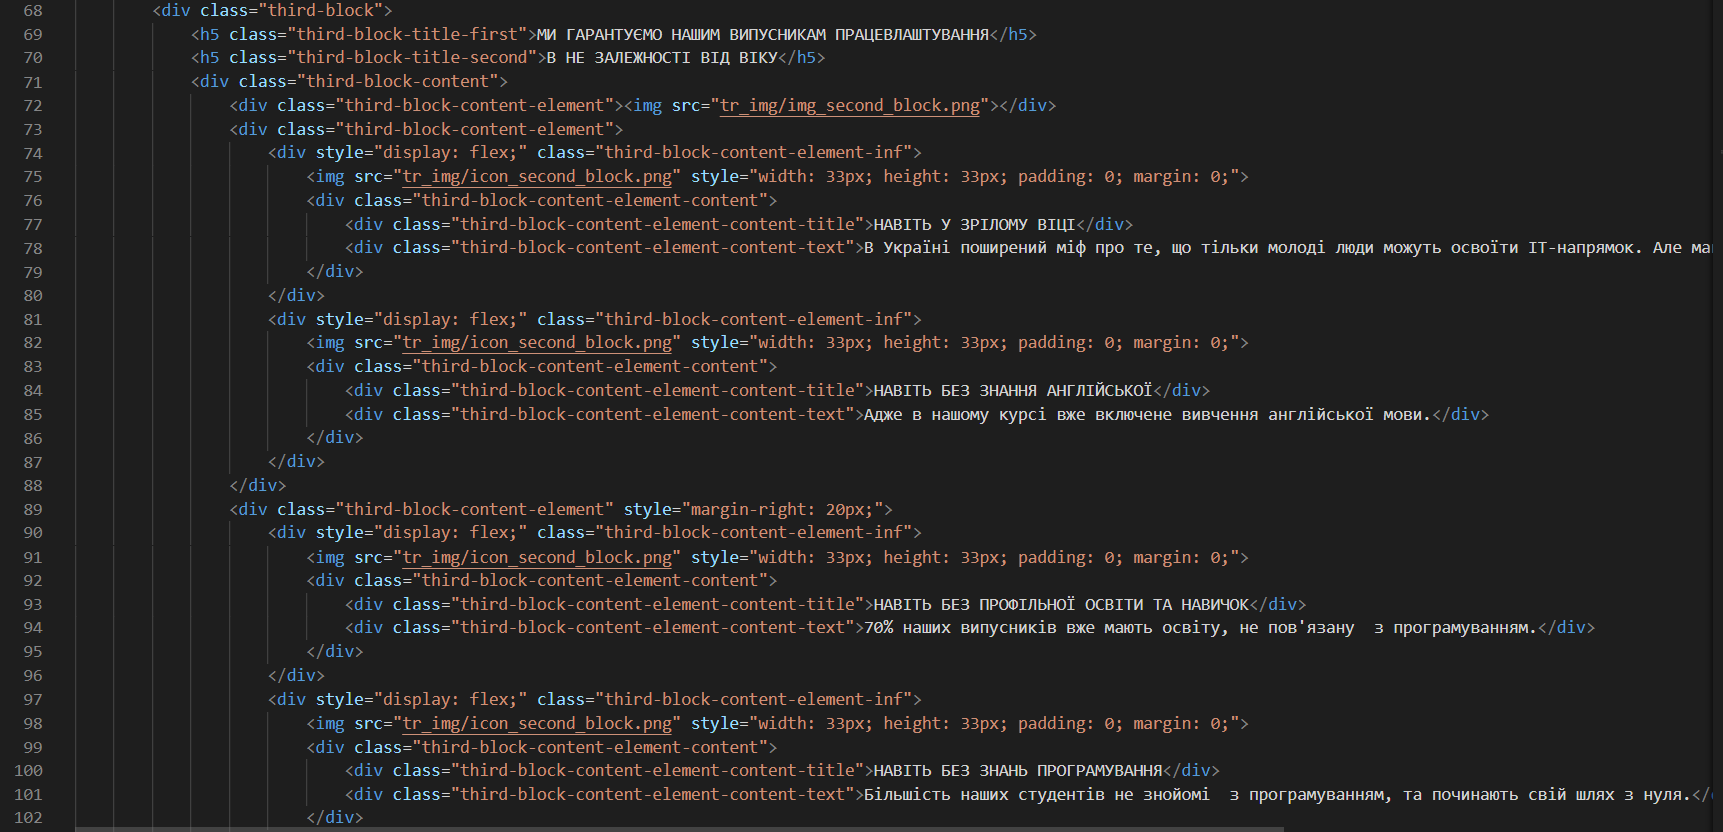 68 <div class="third-block">
69 <h5 class="third-block-title-first">МИ ГАРАНТУЄМО НАШИМ ВИПУСНИКАМ ПРАЦЕВЛАШТУВАННЯ</h5>
70 <h5 class="third-block-title-second">В НЕ ЗАЛЕЖНОСТІ ВІД ВІКУ</h5>
71 <div class="third-block-content">
72 <div class="third-block-content-element"><img src="tr_img/img_second_block.png"></div>
73 <div class="third-block-content-element">
74 <div style="display: flex;" class="third-block-content-element-inf">
75 <img src="tr_img/icon_second_block.png" style="width: 33px; height: 33px; padding: 0; margin: 0;">
76 <div class="third-block-content-element-content">
77 <div class="third-block-content-element-content-title">НАВІТЬ У ЗРІЛОМУ ВІЦІ</div>
78 <div class="third-block-content-element-content-text">В Україні поширений міф про те, що тільки молоді люди можуть освоїти ІТ-напрямок. Але
79 </div>
80 </div>
81 <div style="display: flex;" class="third-block-content-element-inf">
82 <img src="tr_img/icon_second_block.png" style="width: 33px; height: 33px; padding: 0; margin: 0;">
83 <div class="third-block-content-element-content">
84 <div class="third-block-content-element-content-title">НАВІТЬ БЕЗ ЗНАННЯ АНГЛІЙСЬКОЇ</div>
85 <div class="third-block-content-element-content-text">Адже в нашому курсі вже включене вивчення англійської мови.</div>
86 </div>
87 </div>
88 </div>
89 <div class="third-block-content-element" style="margin-right: 20px;">
90 <div style="display: flex;" class="third-block-content-element-inf">
91 <img src="tr_img/icon_second_block.png" style="width: 33px; height: 33px; padding: 0; margin: 0;">
92 <div class="third-block-content-element-content">
93 <div class="third-block-content-element-content-title">НАВІТЬ БЕЗ ПРОФІЛЬНОЇ ОСВІТИ ТА НАВИЧОК</div>
94 <div class="third-block-content-element-content-text">70% наших випусників вже мають освіту, не пов'язану  з програмуванням.</div>
95 </div>
96 </div>
97 <div style="display: flex;" class="third-block-content-element-inf">
98 <img src="tr_img/icon_second_block.png" style="width: 33px; height: 33px; padding: 0; margin: 0;">
99 <div class="third-block-content-element-content">
100 <div class="third-block-content-element-content-title">НАВІТЬ БЕЗ ЗНАНЬ ПРОГРАМУВАННЯ</div>
101 <div class="third-block-content-element-content-text">Більшість наших студентів не знойомі  з програмуванням, та починають свій шлях з нуля.</
102 </div>